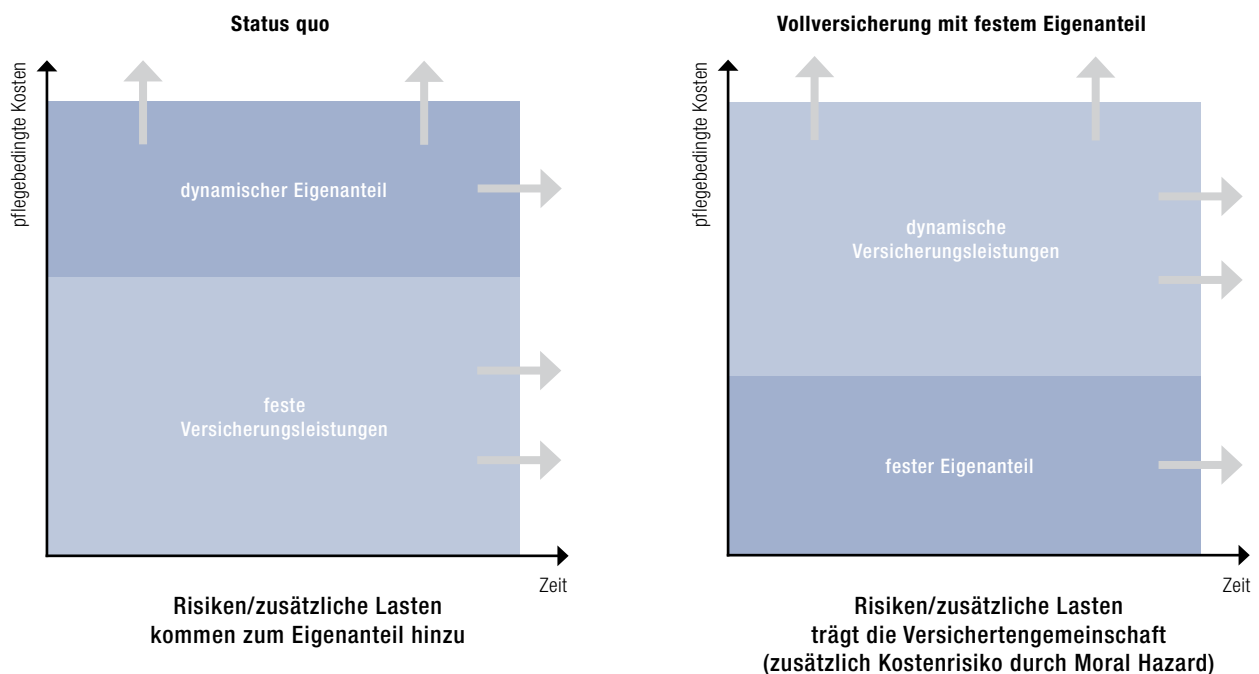 Status quo
pflegebedingte Kosten
dynamischer Eigenanteil
feste
Versicherungsleistungen
Zeit
Risiken/zusätzliche Lasten
kommen zum Eigenanteil hinzu
Vollversicherung mit festem Eigenanteil
pflegebedingte Kosten
dynamische
Versicherungsleistungen
fester Eigenanteil
Zeit
Risiken/zusätzliche Lasten
trägt die Versichertengemeinschaft
(zusätzlich Kostenrisiko durch Moral Hazard)